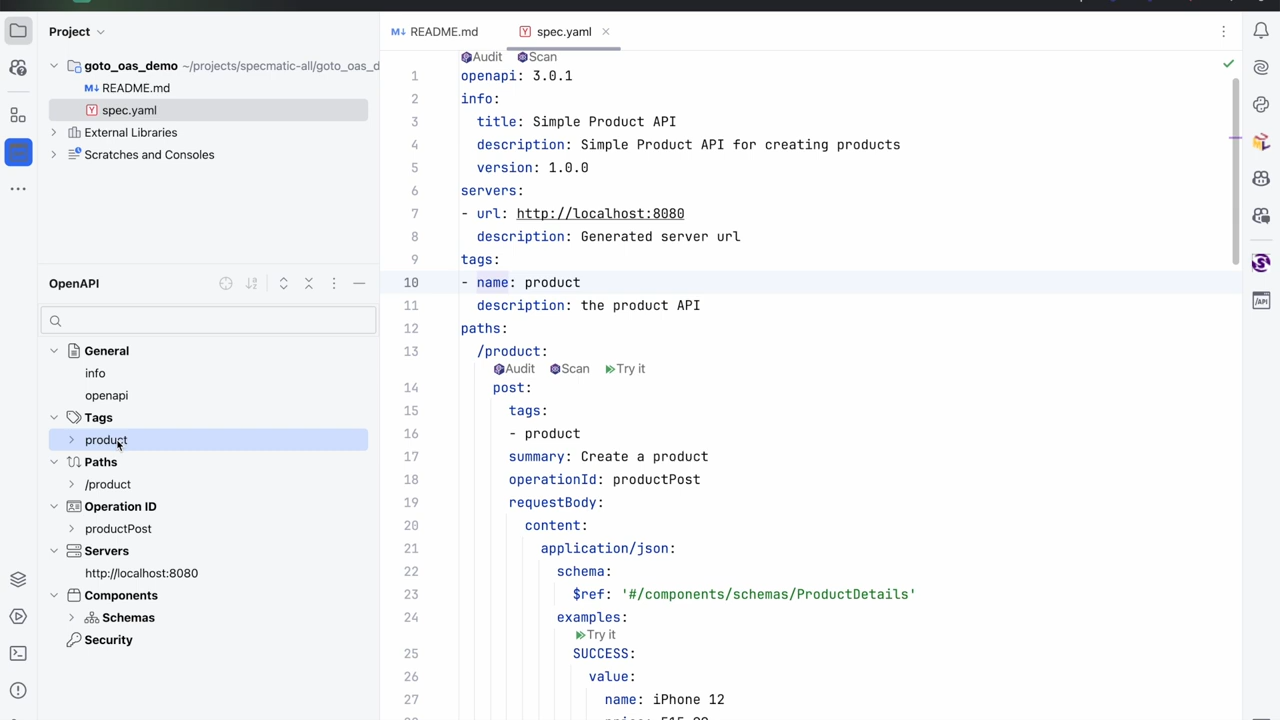 Project
goto_oas_demo ~/projects/specmatic-all/goto_oas_d
README.md
spec.yaml
External Libraries
Scratches and Consoles
OpenAPI
General
info
openapi
Tags
product
Paths
/product
Operation ID
productPost
Servers
http://localhost:8080
Components
Schemas
Security
README.md
spec.yaml
Audit Scan
1 openapi: 3.0.1
2 info:
3 title: Simple Product API
4 description: Simple Product API for creating products
5 version: 1.0.0
6 servers:
7 - url: http://localhost:8080
8 description: Generated server url
9 tags:
10 - name: product
11 description: the product API
12 paths:
13 /product:
Audit Scan Try it
14 post:
15 tags:
16 - product
17 summary: Create a product
18 operationId: productPost
19 requestBody:
20 content:
21 application/json:
22 schema:
23 $ref: '#/components/schemas/ProductDetails'
24 examples:
Try it
25 SUCCESS:
26 value:
27 name: iPhone 12